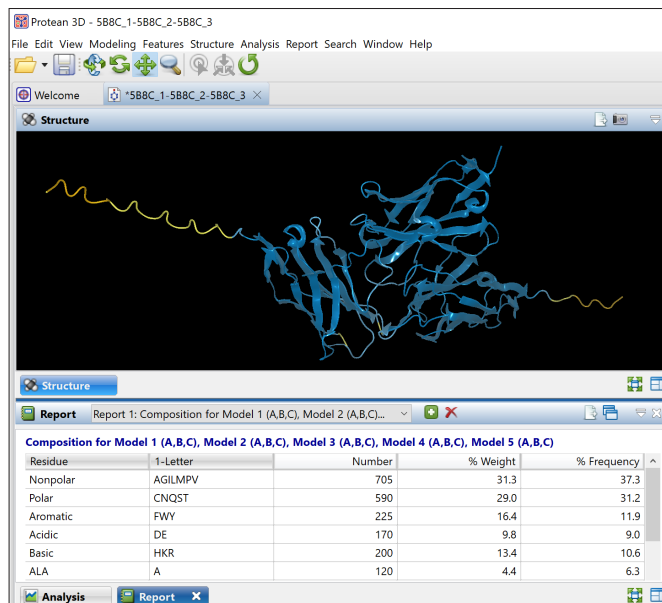 Protean 3D - 5B8C_1-5B8C_2-5B8C_3
File Edit View Modeling Features Structure Analysis Report Search Window Help
Welcome *5B8C_1-5B8C_2-5B8C_3
Structure
Structure
Report Report 1: Composition for Model 1 (A,B,C), Model 2 (A,B,C)...
Composition for Model 1 (A,B,C), Model 2 (A,B,C), Model 3 (A,B,C), Model 4 (A,B,C), Model 5 (A,B,C)
Residue 1-Letter Number % Weight % Frequency
Nonpolar AGILMPV 705 31.3 37.3
Polar CNQST 590 29.0 31.2
Aromatic FWY 225 16.4 11.9
Acidic DE 170 9.8 9.0
Basic HKR 200 13.4 10.6
ALA A 120 4.4 6.3
Analysis Report